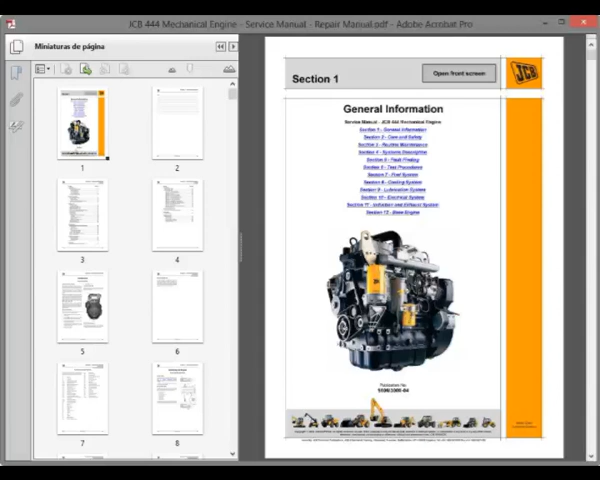 JCB 444 Mechanical Engine - Service Manual - Repair Manual.pdf - Adobe Acrobat Pro
Miniaturas de página
1
2
3
4
5
6
7
8
Section 1
Open front screen
JCB
General Information
Service Manual - JCB 444 Mechanical Engine
Section 1 - General Information
Section 2 - Care and Safety
Section 3 - Routine Maintenance
Section 4 - Systems Description
Section 5 - Fault Finding
Section 6 - Test Procedures
Section 7 - Fuel System
Section 8 - Cooling System
Section 9 - Lubrication System
Section 10 - Electrical System
Section 11 - Induction and Exhaust System
Section 12 - Base Engine
Publication No.